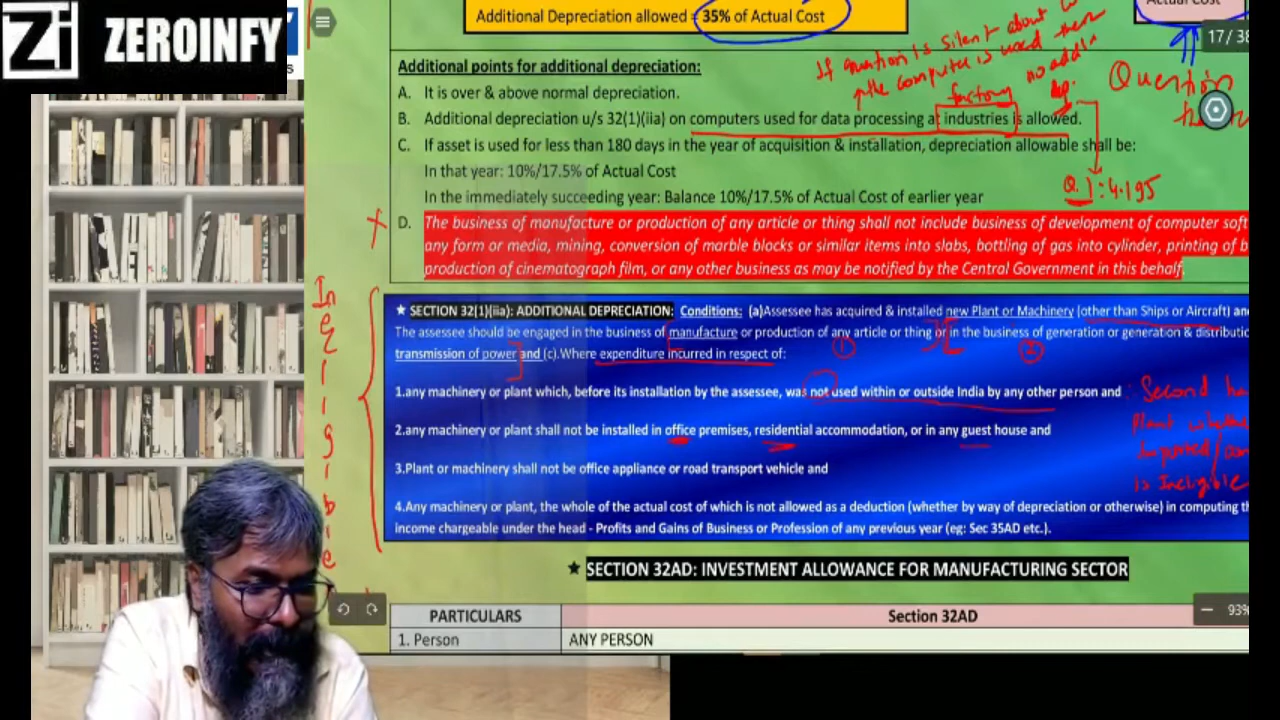 Zi ZEROINFY
Additional Depreciation allowed = 35% of Actual Cost
Actual Cost
17/ 38
If question is silent about
the computer is used then
no addln
dep.
Question
factory
Additional points for additional depreciation:
A. It is over & above normal depreciation.
B. Additional depreciation u/s 32(1)(iia) on computers used for data processing at industries is allowed.
C. If asset is used for less than 180 days in the year of acquisition & installation, depreciation allowable shall be:
In that year: 10%/17.5% of Actual Cost
In the immediately succeeding year: Balance 10%/17.5% of Actual Cost of earlier year
Q.1 : 4.195
D. The business of manufacture or production of any article or thing shall not include business of development of computer soft
any form or media, mining, conversion of marble blocks or similar items into slabs, bottling of gas into cylinder, printing of b
production of cinematograph film, or any other business as may be notified by the Central Government in this behalf.
Ineligible
★ SECTION 32(1)(iia): ADDITIONAL DEPRECIATION: Conditions: (a)Assessee has acquired & installed new Plant or Machinery (other than Ships or Aircraft) and
The assessee should be engaged in the business of manufacture or production of any article or thing or in the business of generation or generation & distributio
transmission of power and (c).Where expenditure incurred in respect of:
1 2
1.any machinery or plant which, before its installation by the assessee, was not used within or outside India by any other person and
2.any machinery or plant shall not be installed in office premises, residential accommodation, or in any guest house and
3.Plant or machinery shall not be office appliance or road transport vehicle and
4.Any machinery or plant, the whole of the actual cost of which is not allowed as a deduction (whether by way of depreciation or otherwise) in computing th
income chargeable under the head - Profits and Gains of Business or Profession of any previous year (eg: Sec 35AD etc.).
: Second ha
Plant whethe
imported/
is Ineligible
★ SECTION 32AD: INVESTMENT ALLOWANCE FOR MANUFACTURING SECTOR
PARTICULARS Section 32AD
1. Person ANY PERSON
93%